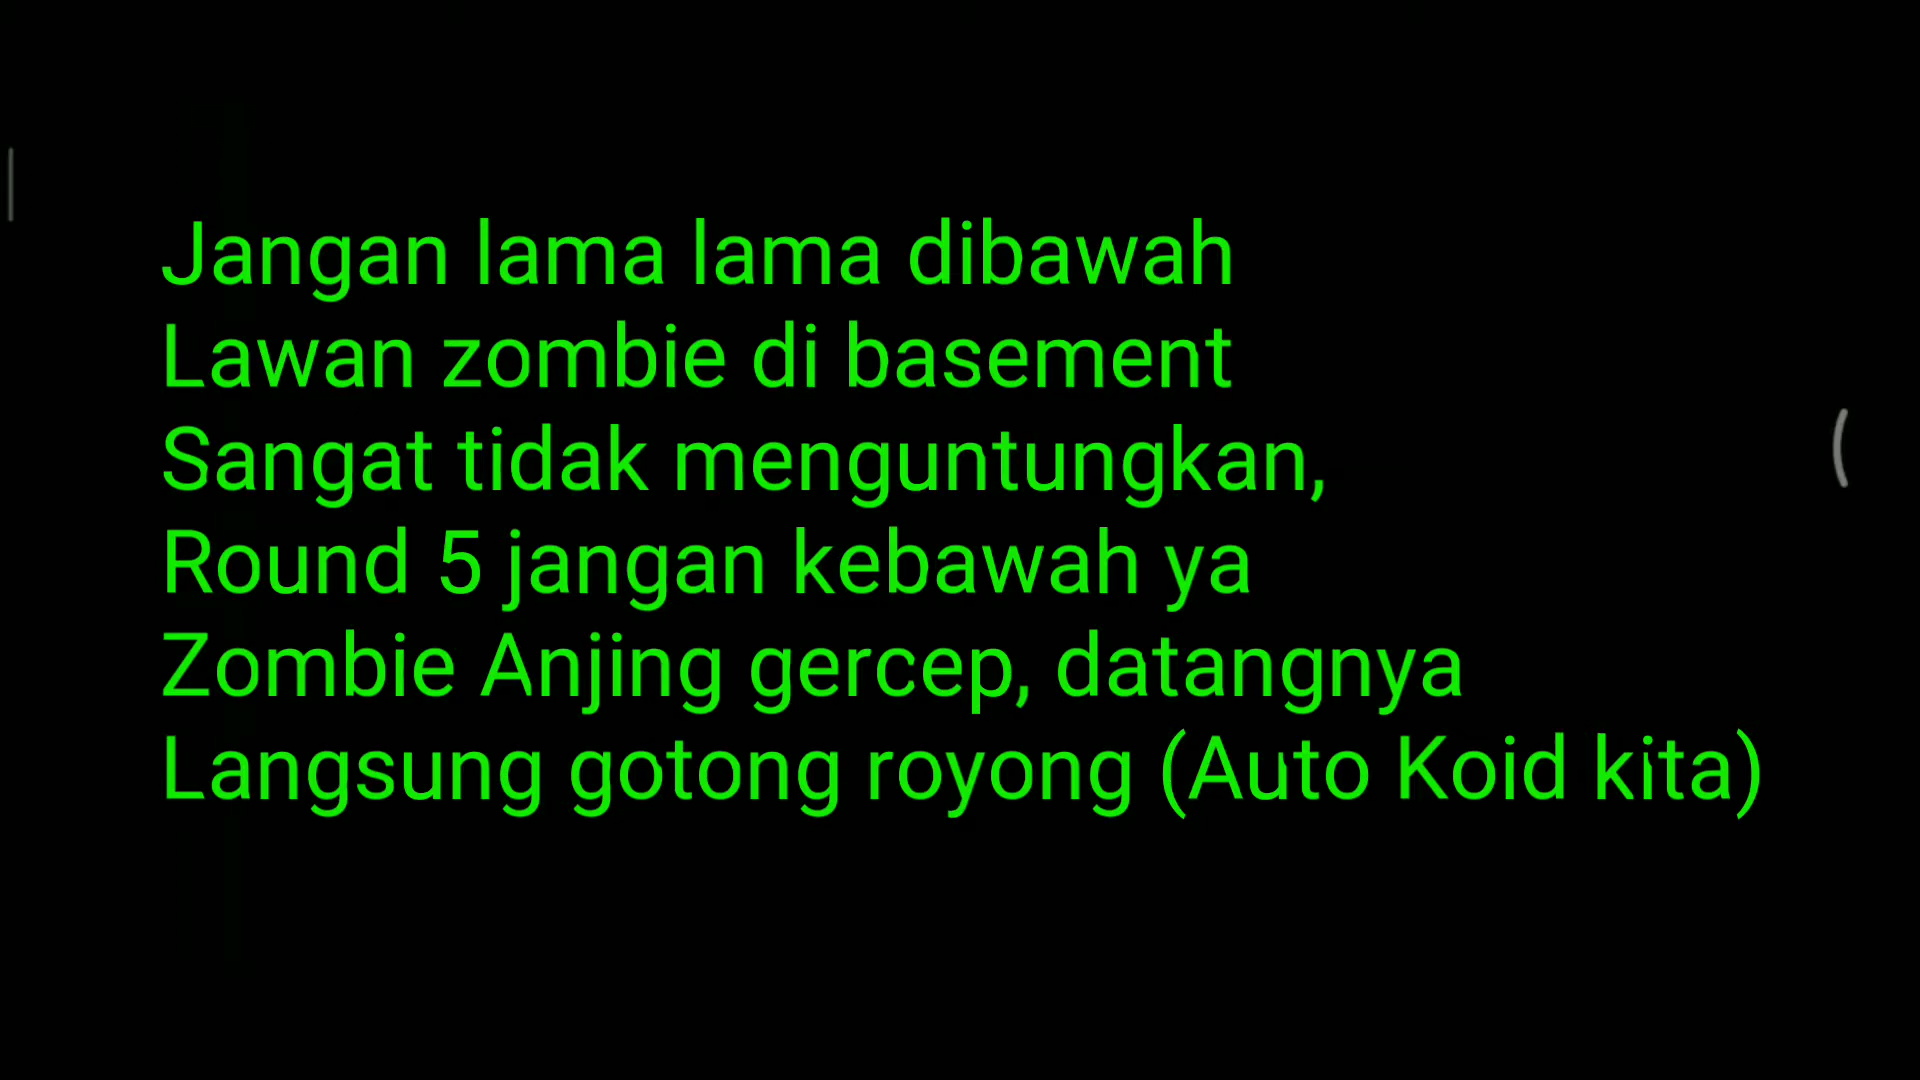 Jangan lama lama dibawah
Lawan zombie di basement
Sangat tidak menguntungkan,
Round 5 jangan kebawah ya
Zombie Anjing gercep, datangnya
Langsung gotong royong (Auto Koid kita)